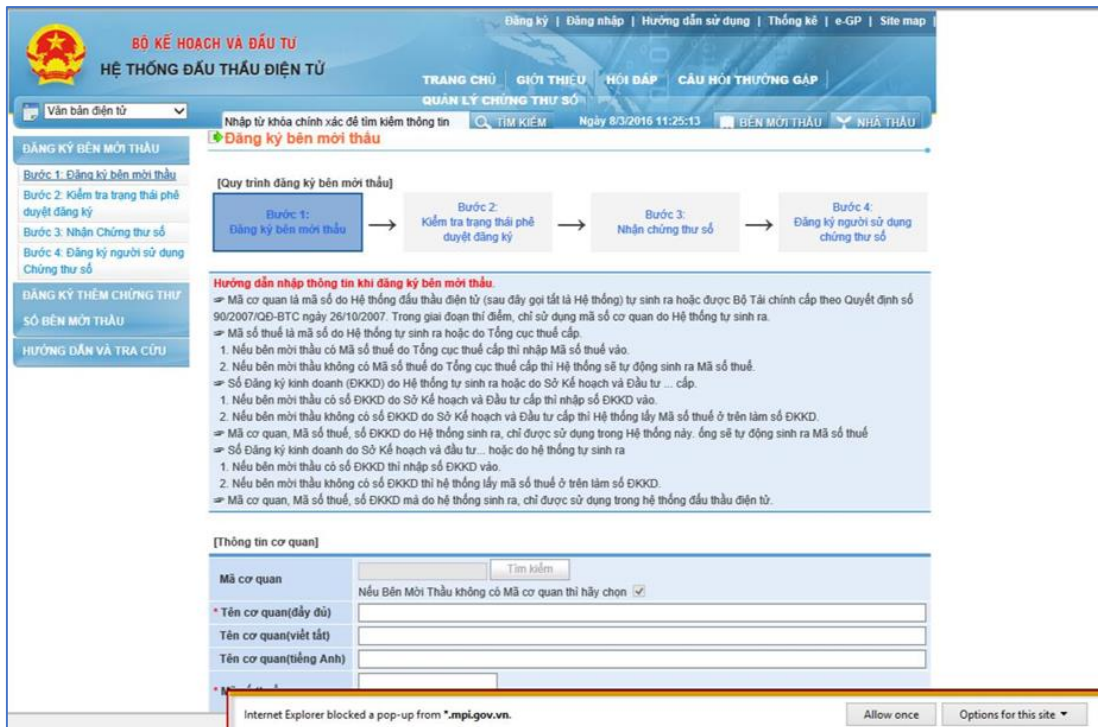 Đăng ký | Đăng nhập | Hướng dẫn sử dụng | Thống kê | e-GP | Site map |
BỘ KẾ HOẠCH VÀ ĐẦU TƯ
HỆ THỐNG ĐẤU THẦU ĐIỆN TỬ
TRANG CHỦ | GIỚI THIỆU | HỎI ĐÁP | CÂU HỎI THƯỜNG GẶP |
QUẢN LÝ CHỨNG THƯ SỐ |
Văn bản điện tử
Nhập từ khóa chính xác để tìm kiếm thông tin
TÌM KIẾM
Ngày 8/3/2016 11:25:13
BÊN MỜI THẦU
NHÀ THẦU
ĐĂNG KÝ BÊN MỜI THẦU
Bước 1: Đăng ký bên mời thầu
Bước 2: Kiểm tra trạng thái phê
duyệt đăng ký
Bước 3: Nhận Chứng thư số
Bước 4: Đăng ký người sử dụng
Chứng thư số
ĐĂNG KÝ THÊM CHỨNG THƯ
SỐ BÊN MỜI THẦU
HƯỚNG DẪN VÀ TRA CỨU
Đăng ký bên mời thầu
[Quy trình đăng ký bên mời thầu]
Bước 1:
Đăng ký bên mời thầu
→
Bước 2:
Kiểm tra trạng thái phê
duyệt đăng ký
→
Bước 3:
Nhận chứng thư số
→
Bước 4:
Đăng ký người sử dụng
chứng thư số
Hướng dẫn nhập thông tin khi đăng ký bên mời thầu.
☞ Mã cơ quan là mã số do Hệ thống đấu thầu điện tử (sau đây gọi tắt là Hệ thống) tự sinh ra hoặc được Bộ Tài chính cấp theo Quyết định số
90/2007/QĐ-BTC ngày 26/10/2007. Trong giai đoạn thí điểm, chỉ sử dụng mã số cơ quan do Hệ thống tự sinh ra.
☞ Mã số thuế là mã số do Hệ thống tự sinh ra hoặc do Tổng cục thuế cấp.
1. Nếu bên mời thầu có Mã số thuế do Tổng cục thuế cấp thì nhập Mã số thuế vào.
2. Nếu bên mời thầu không có Mã số thuế do Tổng cục thuế cấp thì Hệ thống sẽ tự động sinh ra Mã số thuế.
☞ Số Đăng ký kinh doanh (ĐKKD) do Hệ thống tự sinh ra hoặc do Sở Kế hoạch và Đầu tư ... cấp.
1. Nếu bên mời thầu có số ĐKKD do Sở Kế hoạch và Đầu tư cấp thì nhập số ĐKKD vào.
2. Nếu bên mời thầu không có số ĐKKD do Sở Kế hoạch và Đầu tư cấp thì Hệ thống lấy Mã số thuế ở trên làm số ĐKKD.
☞ Mã cơ quan, Mã số thuế, số ĐKKD do Hệ thống sinh ra, chỉ được sử dụng trong Hệ thống này. ống sẽ tự động sinh ra Mã số thuế
☞ Số Đăng ký kinh doanh do Sở Kế hoạch và đầu tư... hoặc do hệ thống tự sinh ra
1. Nếu bên mời thầu có số ĐKKD thì nhập số ĐKKD vào.
2. Nếu bên mời thầu không có số ĐKKD thì hệ thống lấy mã số thuế ở trên làm số ĐKKD.
☞ Mã cơ quan, Mã số thuế, số ĐKKD mà do hệ thống sinh ra, chỉ được sử dụng trong hệ thống đấu thầu điện tử.
[Thông tin cơ quan]
Mã cơ quan
Tìm kiếm
Nếu Bên Mời Thầu không có Mã cơ quan thì hãy chọn
* Tên cơ quan(đầy đủ)
Tên cơ quan(viết tắt)
Tên cơ quan(tiếng Anh)
Internet Explorer blocked a pop-up from *.mpi.gov.vn.
Allow once
Options for this site